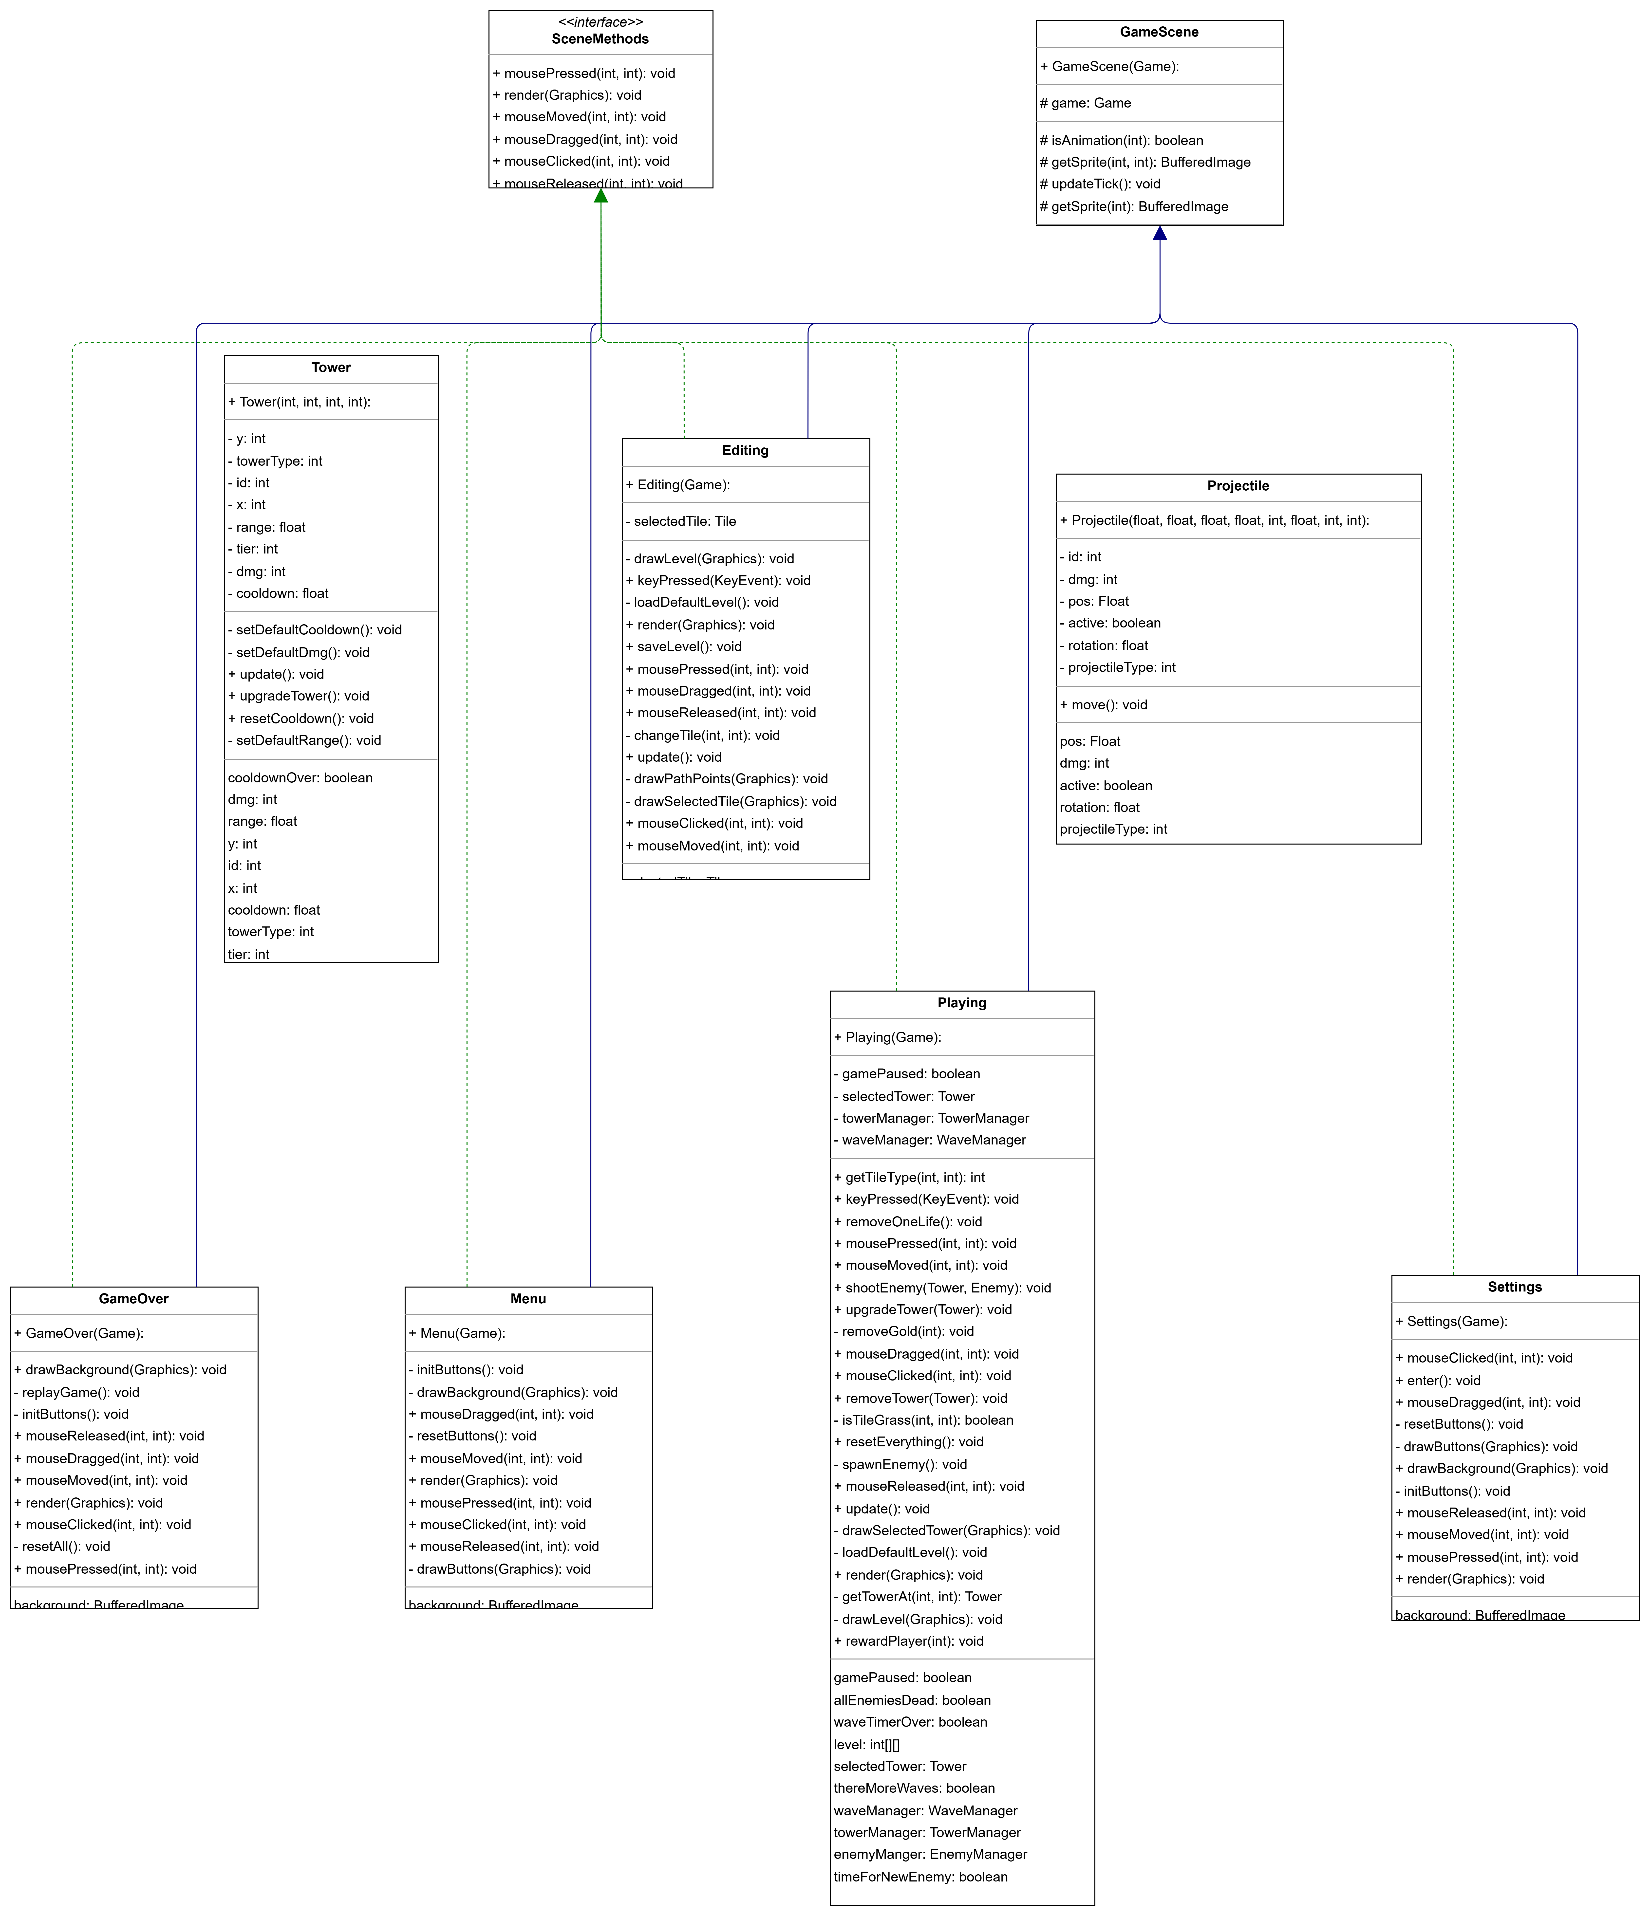 <<interface>>
SceneMethods
+ mousePressed(int, int): void
+ render(Graphics): void
+ mouseMoved(int, int): void
+ mouseDragged(int, int): void
+ mouseClicked(int, int): void
+ mouseReleased(int, int): void
GameScene
+ GameScene(Game):
# game: Game
# isAnimation(int): boolean
# getSprite(int, int): BufferedImage
# updateTick(): void
# getSprite(int): BufferedImage
Tower
+ Tower(int, int, int, int):
- y: int
- towerType: int
- id: int
- x: int
- range: float
- tier: int
- dmg: int
- cooldown: float
- setDefaultCooldown(): void
- setDefaultDmg(): void
+ update(): void
+ upgradeTower(): void
+ resetCooldown(): void
- setDefaultRange(): void
cooldownOver: boolean
dmg: int
range: float
y: int
id: int
x: int
cooldown: float
towerType: int
tier: int
Editing
+ Editing(Game):
- selectedTile: Tile
- drawLevel(Graphics): void
+ keyPressed(KeyEvent): void
- loadDefaultLevel(): void
+ render(Graphics): void
+ saveLevel(): void
+ mousePressed(int, int): void
+ mouseDragged(int, int): void
+ mouseReleased(int, int): void
- changeTile(int, int): void
+ update(): void
- drawPathPoints(Graphics): void
- drawSelectedTile(Graphics): void
+ mouseClicked(int, int): void
+ mouseMoved(int, int): void
Projectile
+ Projectile(float, float, float, float, int, float, int, int):
- id: int
- dmg: int
- pos: Float
- active: boolean
- rotation: float
- projectileType: int
+ move(): void
pos: Float
dmg: int
active: boolean
rotation: float
projectileType: int
Playing
+ Playing(Game):
- gamePaused: boolean
- selectedTower: Tower
- towerManager: TowerManager
- waveManager: WaveManager
+ getTileType(int, int): int
+ keyPressed(KeyEvent): void
+ removeOneLife(): void
+ mousePressed(int, int): void
+ mouseMoved(int, int): void
+ shootEnemy(Tower, Enemy): void
+ upgradeTower(Tower): void
- removeGold(int): void
+ mouseDragged(int, int): void
+ mouseClicked(int, int): void
+ removeTower(Tower): void
- isTileGrass(int, int): boolean
+ resetEverything(): void
- spawnEnemy(): void
+ mouseReleased(int, int): void
+ update(): void
- drawSelectedTower(Graphics): void
- loadDefaultLevel(): void
+ render(Graphics): void
- getTowerAt(int, int): Tower
- drawLevel(Graphics): void
+ rewardPlayer(int): void
gamePaused: boolean
allEnemiesDead: boolean
waveTimerOver: boolean
level: int[][]
selectedTower: Tower
thereMoreWaves: boolean
waveManager: WaveManager
towerManager: TowerManager
enemyManger: EnemyManager
timeForNewEnemy: boolean
GameOver
+ GameOver(Game):
+ drawBackground(Graphics): void
- replayGame(): void
- initButtons(): void
+ mouseReleased(int, int): void
+ mouseDragged(int, int): void
+ mouseMoved(int, int): void
+ render(Graphics): void
+ mouseClicked(int, int): void
- resetAll(): void
+ mousePressed(int, int): void
background: BufferedImage
Menu
+ Menu(Game):
- initButtons(): void
- drawBackground(Graphics): void
+ mouseDragged(int, int): void
- resetButtons(): void
+ mouseMoved(int, int): void
+ render(Graphics): void
+ mousePressed(int, int): void
+ mouseClicked(int, int): void
+ mouseReleased(int, int): void
- drawButtons(Graphics): void
background: BufferedImage
Settings
+ Settings(Game):
+ mouseClicked(int, int): void
+ enter(): void
+ mouseDragged(int, int): void
- resetButtons(): void
- drawButtons(Graphics): void
+ drawBackground(Graphics): void
- initButtons(): void
+ mouseReleased(int, int): void
+ mouseMoved(int, int): void
+ mousePressed(int, int): void
+ render(Graphics): void
background: BufferedImage